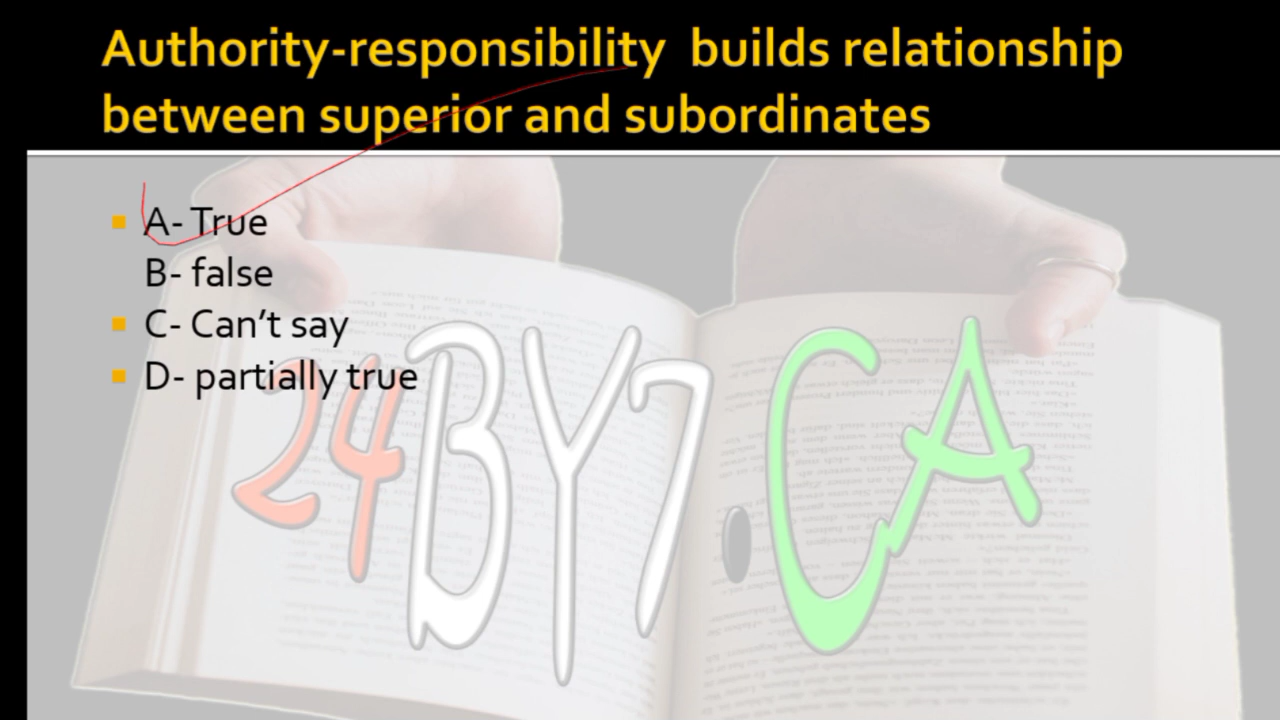 Authority-responsibility builds relationship
between superior and subordinates
A- True
B- false
C- Can't say
D- partially true
24BY7.CA